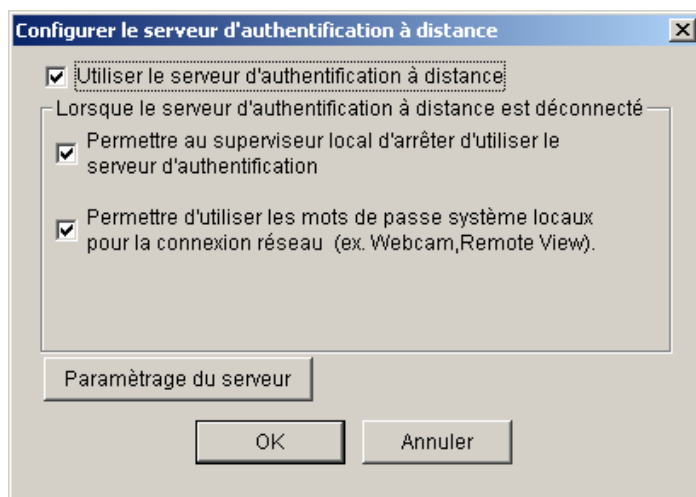 Configurer le serveur d'authentification à distance
Utiliser le serveur d'authentification à distance
Lorsque le serveur d'authentification à distance est déconnecté
Permettre au superviseur local d'arrêter d'utiliser le
serveur d'authentification
Permettre d'utiliser les mots de passe système locaux
pour la connexion réseau (ex. Webcam,Remote View).
Paramètrage du serveur
OK
Annuler